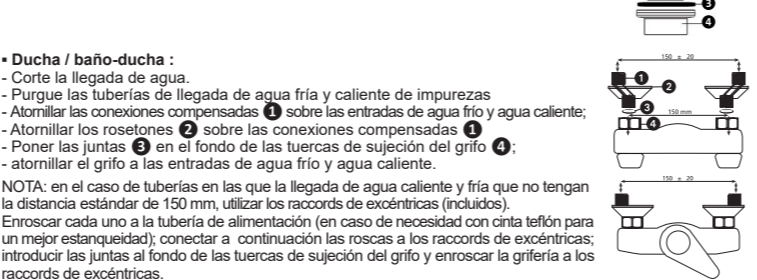 3
4
▪ Ducha / baño-ducha :
- Corte la llegada de agua.
- Purgue las tuberías de llegada de agua fría y caliente de impurezas
- Atornillar las conexiones compensadas 1 sobre las entradas de agua frío y agua caliente;
- Atornillar los rosetones 2 sobre las conexiones compensadas 1
- Poner las juntas 3 en el fondo de las tuercas de sujeción del grifo 4;
- atornillar el grifo a las entradas de agua frío y agua caliente.
NOTA: en el caso de tuberías en las que la llegada de agua caliente y fría que no tengan
la distancia estándar de 150 mm, utilizar los raccords de excéntricas (incluidos).
Enroscar cada uno a la tubería de alimentación (en caso de necesidad con cinta teflón para
un mejor estanqueidad); conectar a continuación las roscas a los raccords de excéntricas;
introducir las juntas al fondo de las tuercas de sujeción del grifo y enroscar la grifería a los
raccords de excéntricas.
150 ± 20
1
2
3
150 mm
4
150 ± 20